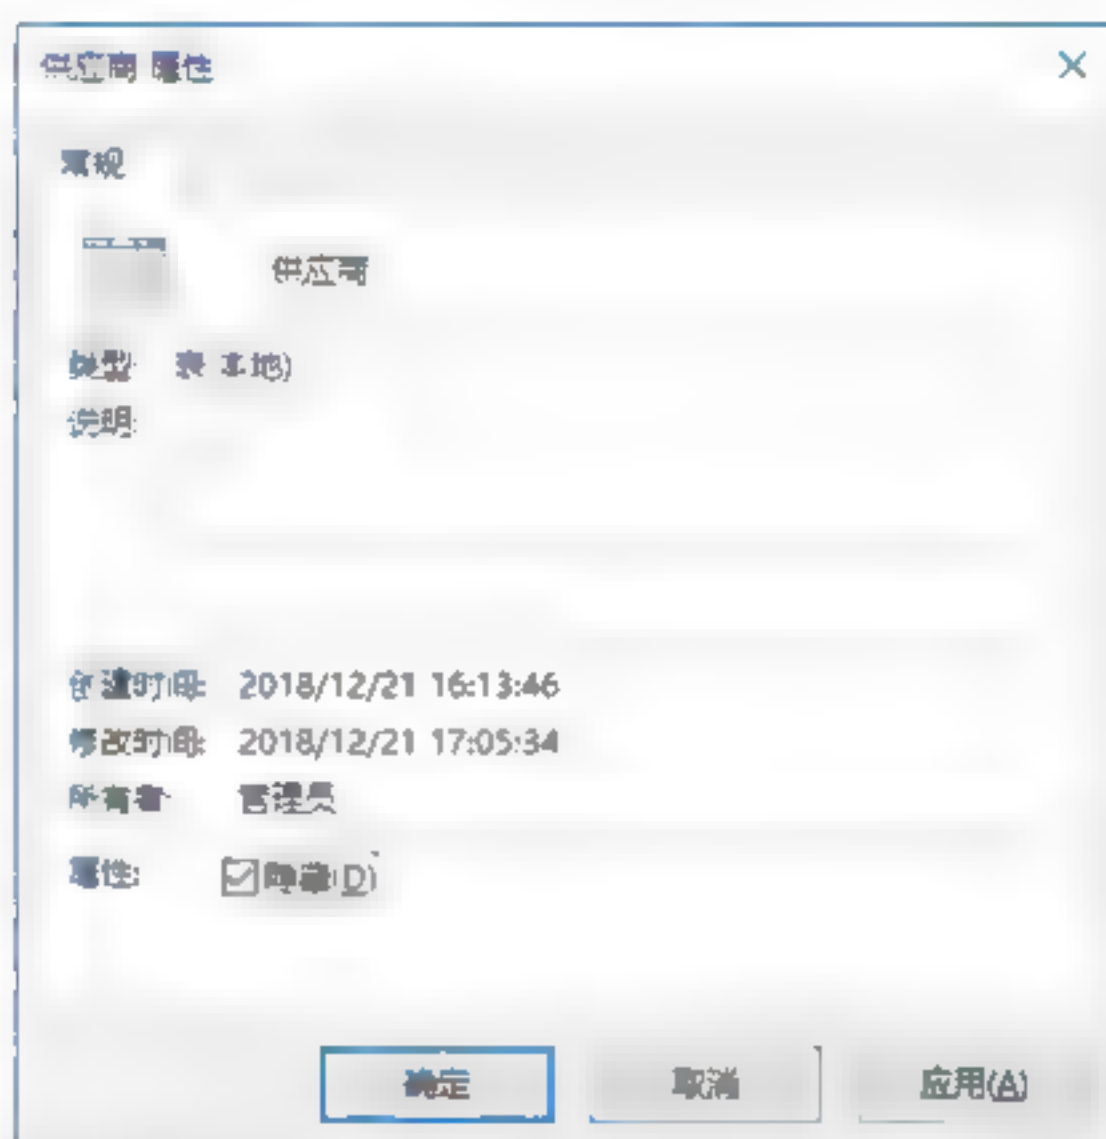 供应商 属性
常规
供应商
类型: 表(本地)
说明:
创建时间: 2018/12/21 16:13:46
修改时间: 2018/12/21 17:05:34
所有者: 管理员
属性: 隐藏(D)
确定 取消 应用(A)